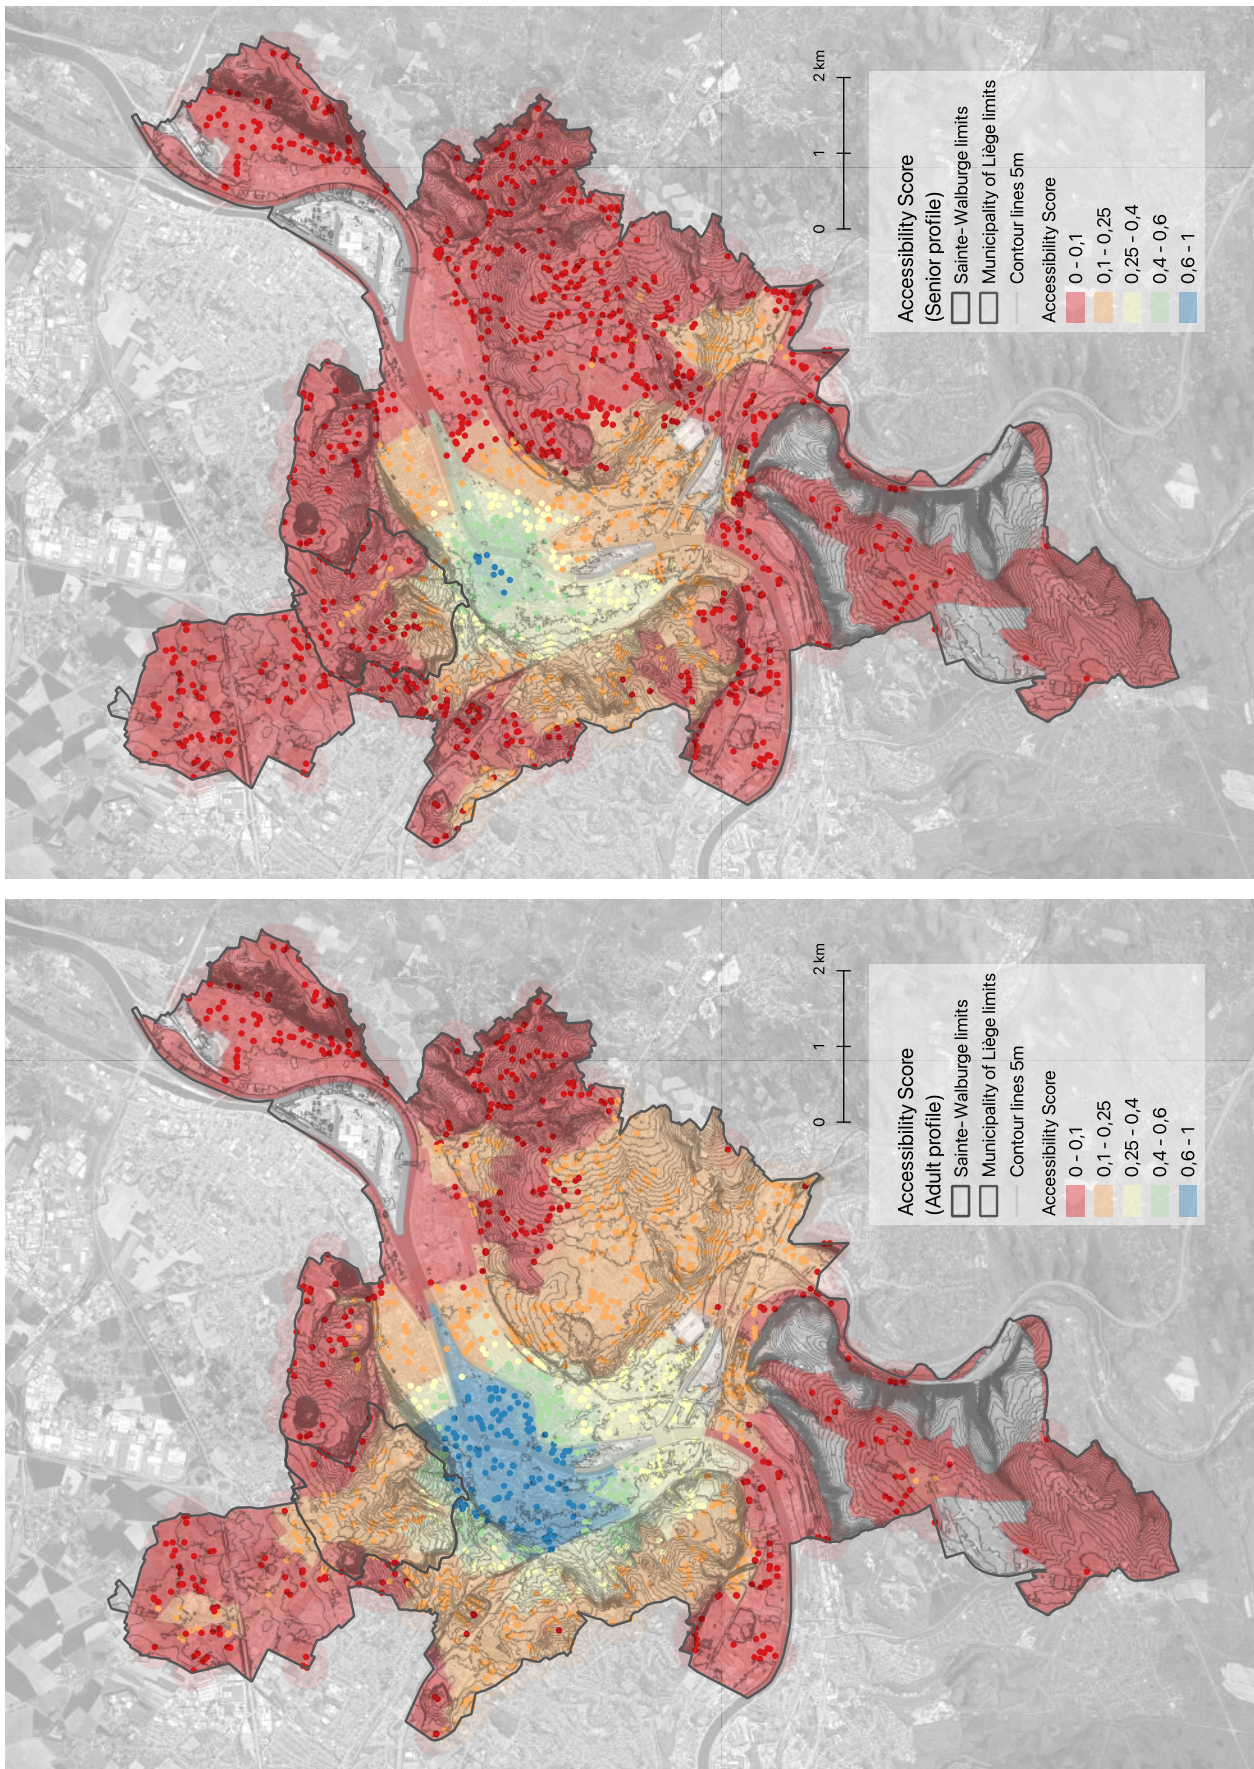 Accessibility Score
(Senior profile)
Sainte-Walburge limits
Municipality of Liège limits
Contour lines 5m
Accessibility Score
0 - 0,1
0,1 - 0,25
0,25 - 0,4
0,4 - 0,6
0,6 - 1
0 1 2 km
Accessibility Score
(Adult profile)
Sainte-Walburge limits
Municipality of Liège limits
Contour lines 5m
Accessibility Score
0 - 0,1
0,1 - 0,25
0,25 - 0,4
0,4 - 0,6
0,6 - 1
0 1 2 km